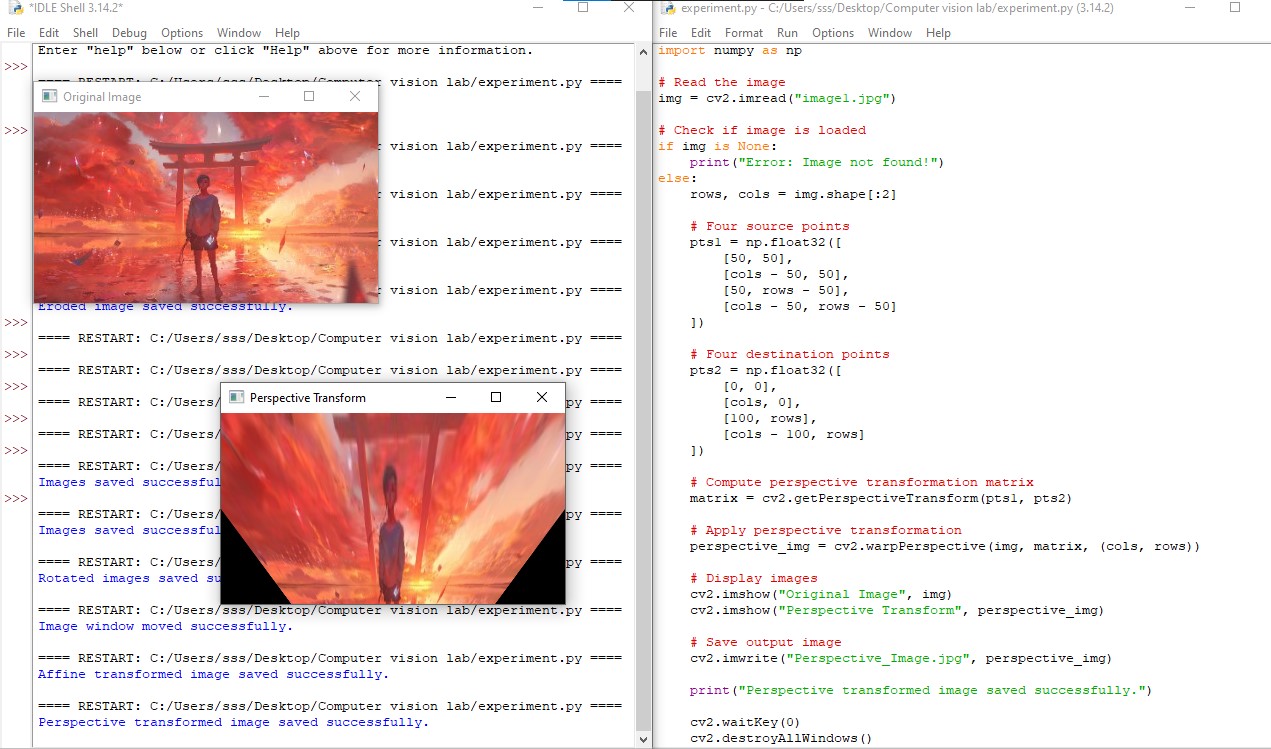 *IDLE Shell 3.14.2*
File Edit Shell Debug Options Window Help
Enter "help" below or click "Help" above for more information.
>>>
==== RESTART: C:/Users/sss/Desktop/Computer vision lab/experiment.py ====
Original Image
>>>
vision lab/experiment.py ====
vision lab/experiment.py ====
vision lab/experiment.py ====
vision lab/experiment.py ====
Eroded image saved successfully.
>>>
==== RESTART: C:/Users/sss/Desktop/Computer vision lab/experiment.py ====
>>>
==== RESTART: C:/Users/sss/Desktop/Computer vision lab/experiment.py ====
>>>
==== RESTART: C:/Users/ py ====
Perspective Transform
>>>
==== RESTART: C:/Users/ py ====
>>>
==== RESTART: C:/Users/ py ====
Images saved successful
>>>
==== RESTART: C:/Users/ py ====
Images saved successful
==== RESTART: C:/Users/ py ====
Rotated images saved su
==== RESTART: C:/Users/sss/Desktop/Computer vision lab/experiment.py ====
Image window moved successfully.
==== RESTART: C:/Users/sss/Desktop/Computer vision lab/experiment.py ====
Affine transformed image saved successfully.
==== RESTART: C:/Users/sss/Desktop/Computer vision lab/experiment.py ====
Perspective transformed image saved successfully.
experiment.py - C:/Users/sss/Desktop/Computer vision lab/experiment.py (3.14.2)
File Edit Format Run Options Window Help
import numpy as np
# Read the image
img = cv2.imread("image1.jpg")
# Check if image is loaded
if img is None:
    print("Error: Image not found!")
else:
    rows, cols = img.shape[:2]
    # Four source points
    pts1 = np.float32([
        [50, 50],
        [cols - 50, 50],
        [50, rows - 50],
        [cols - 50, rows - 50]
    ])
    # Four destination points
    pts2 = np.float32([
        [0, 0],
        [cols, 0],
        [100, rows],
        [cols - 100, rows]
    ])
    # Compute perspective transformation matrix
    matrix = cv2.getPerspectiveTransform(pts1, pts2)
    # Apply perspective transformation
    perspective_img = cv2.warpPerspective(img, matrix, (cols, rows))
    # Display images
    cv2.imshow("Original Image", img)
    cv2.imshow("Perspective Transform", perspective_img)
    # Save output image
    cv2.imwrite("Perspective_Image.jpg", perspective_img)
    print("Perspective transformed image saved successfully.")
    cv2.waitKey(0)
    cv2.destroyAllWindows()